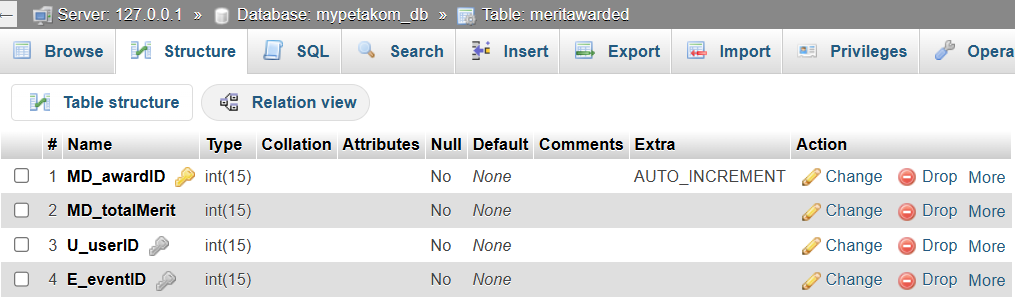 Server: 127.0.0.1 » Database: mypetakom_db » Table: meritawarded
Browse Structure SQL Search Insert Export Import Privileges Opera
Table structure Relation view
# Name Type Collation Attributes Null Default Comments Extra Action
1 MD_awardID int(15) No None AUTO_INCREMENT Change Drop More
2 MD_totalMerit int(15) No None Change Drop More
3 U_userID int(15) No None Change Drop More
4 E_eventID int(15) No None Change Drop More